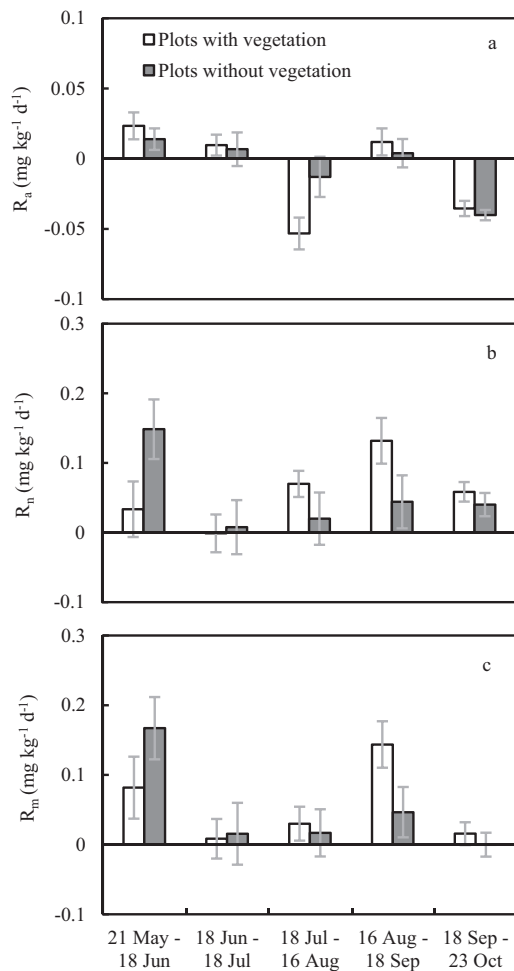 0.1
Plots with vegetation
a
Plots without vegetation
0.05
0
-0.05
-0.1
Ra (mg kg-1 d-1)
0.3
b
0.2
0.1
0
-0.1
Rn (mg kg-1 d-1)
0.3
c
0.2
0.1
0
-0.1
Rm (mg kg-1 d-1)
21 May - 18 Jun - 18 Jul - 16 Aug - 18 Sep -
18 Jun 18 Jul 16 Aug 18 Sep 23 Oct